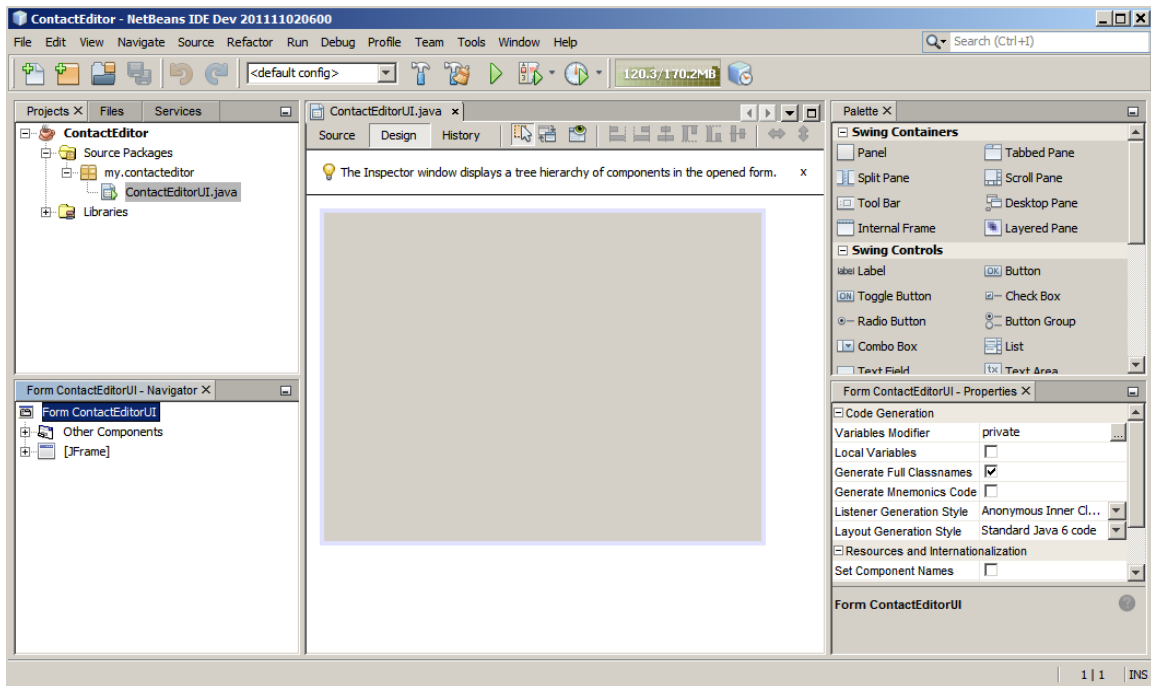 ContactEditor - NetBeans IDE Dev 201111020600
File Edit View Navigate Source Refactor Run Debug Profile Team Tools Window Help
Search (Ctrl+I)
<default config>
120.3/170.2MB
Projects Files Services
ContactEditor
Source Packages
my.contacteditor
ContactEditorUI.java
Libraries
Form ContactEditorUI - Navigator
Form ContactEditorUI
Other Components
[JFrame]
ContactEditorUI.java
Source Design History
The Inspector window displays a tree hierarchy of components in the opened form. x
Palette
Swing Containers
Panel Tabbed Pane
Split Pane Scroll Pane
Tool Bar Desktop Pane
Internal Frame Layered Pane
Swing Controls
label Label OK Button
ON Toggle Button Check Box
Radio Button Button Group
Combo Box List
Text Field Text Area
Form ContactEditorUI - Properties
Code Generation
Variables Modifier private ...
Local Variables
Generate Full Classnames
Generate Mnemonics Code
Listener Generation Style Anonymous Inner Cl...
Layout Generation Style Standard Java 6 code
Resources and Internationalization
Set Component Names
Form ContactEditorUI
1 | 1 INS